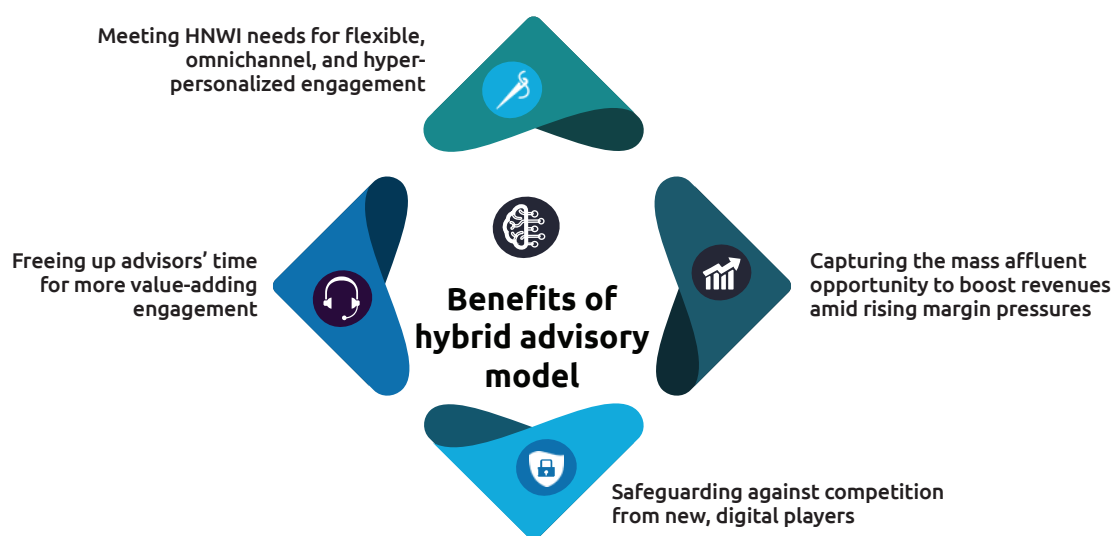 Meeting HNWI needs for flexible,
omnichannel, and hyper-
personalized engagement
Freeing up advisors’ time
for more value-adding
engagement
Benefits of
hybrid advisory
model
Capturing the mass affluent
opportunity to boost revenues
amid rising margin pressures
Safeguarding against competition
from new, digital players